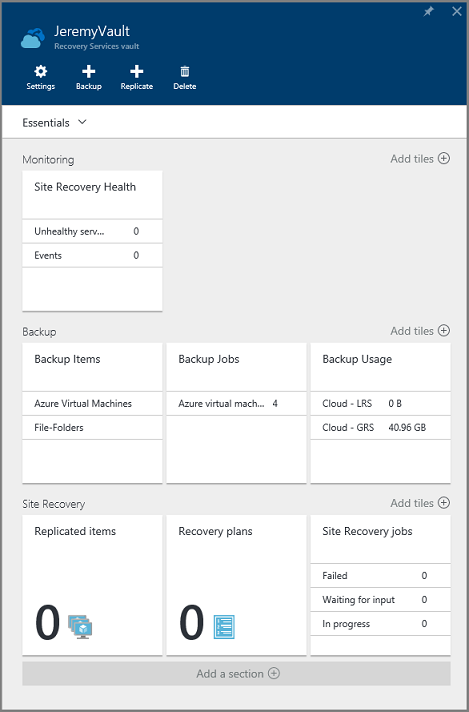 JeremyVault
Recovery Services vault
Settings Backup Replicate Delete
Essentials
Monitoring Add tiles
Site Recovery Health
Unhealthy serv... 0
Events 0
Backup Add tiles
Backup Items Backup Jobs Backup Usage
Azure Virtual Machines Azure virtual mach... 4 Cloud - LRS 0 B
File-Folders Cloud - GRS 40.96 GB
Site Recovery Add tiles
Replicated items Recovery plans Site Recovery jobs
Failed 0
Waiting for input 0
0 0 In progress 0
Add a section